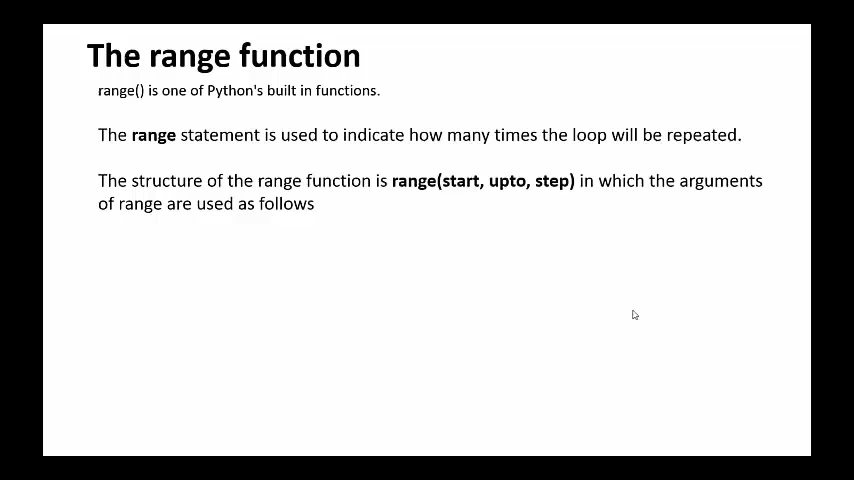 The range function
range() is one of Python's built in functions.
The range statement is used to indicate how many times the loop will be repeated.
The structure of the range function is range(start, upto, step) in which the arguments
of range are used as follows